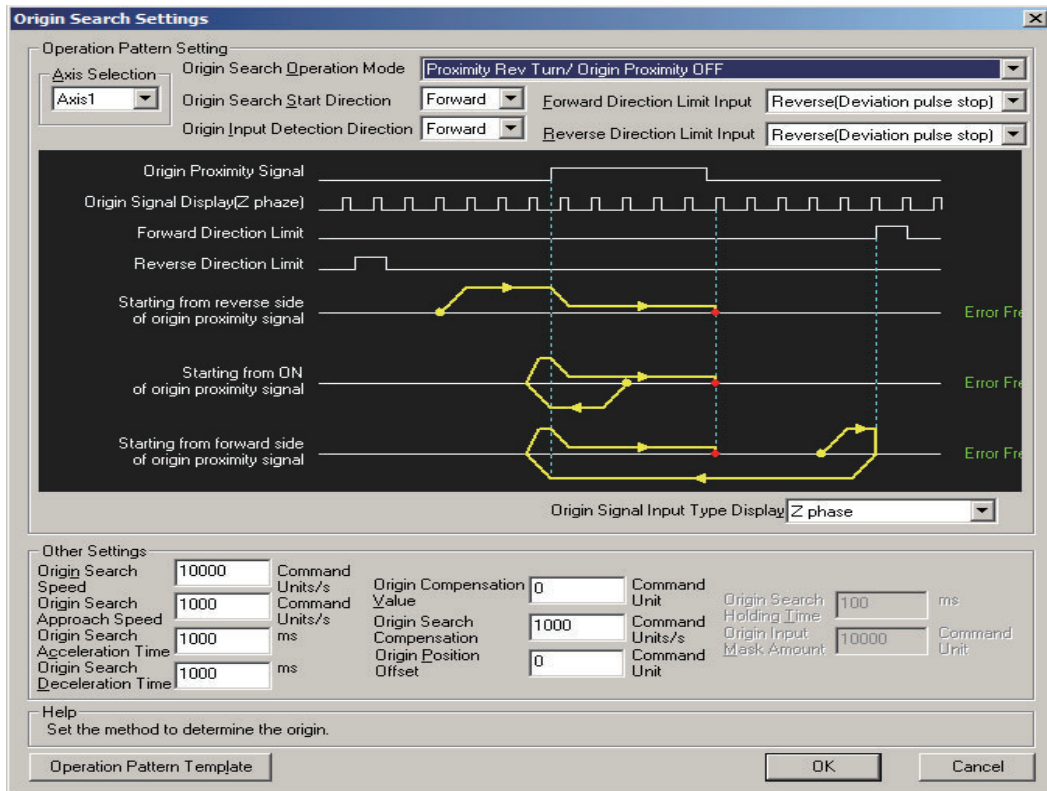 Origin Search Settings
Operation Pattern Setting
Axis Selection
Axis1
Origin Search Operation Mode
Proximity Rev Turn/ Origin Proximity OFF
Origin Search Start Direction
Forward
Forward Direction Limit Input
Reverse(Deviation pulse stop)
Origin Input Detection Direction
Forward
Reverse Direction Limit Input
Reverse(Deviation pulse stop)
Origin Proximity Signal
Origin Signal Display(Z phaze)
Forward Direction Limit
Reverse Direction Limit
Starting from reverse side
of origin proximity signal
Error Fre
Starting from ON
of origin proximity signal
Error Fre
Starting from forward side
of origin proximity signal
Error Fre
Origin Signal Input Type Display
Z phase
Other Settings
Origin Search
Speed
10000
Command
Units/s
Origin Search
Approach Speed
1000
Command
Units/s
Origin Search
Acceleration Time
1000
ms
Origin Search
Deceleration Time
1000
ms
Origin Compensation
Value
0
Command
Unit
Origin Search
Compensation
1000
Command
Units/s
Origin Position
Offset
0
Command
Unit
Origin Search
Holding Time
100
ms
Origin Input
Mask Amount
10000
Command
Unit
Help
Set the method to determine the origin.
Operation Pattern Template
OK
Cancel